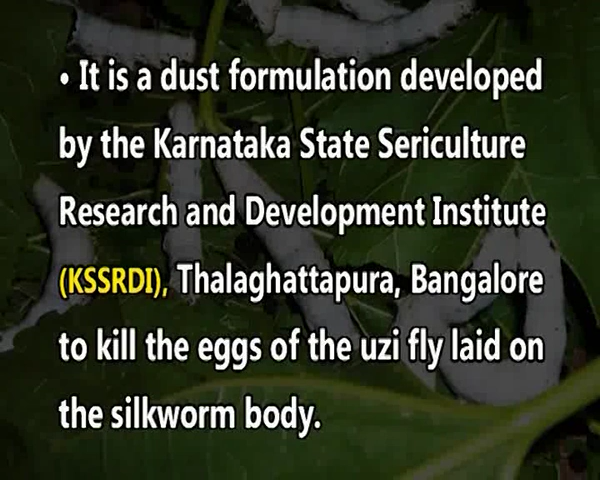 • It is a dust formulation developed
by the Karnataka State Sericulture
Research and Development Institute
(KSSRDI), Thalaghattapura, Bangalore
to kill the eggs of the uzi fly laid on
the silkworm body.